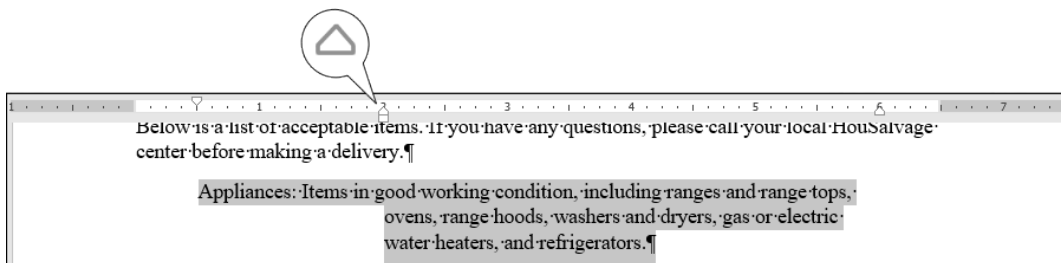 1 1 2 3 4 5 6 7
Below·is·a·list·of·acceptable·items.·If·you·have·any·questions,·please·call·your·local·HouSalvage·
center·before·making·a·delivery.¶
Appliances:·Items·in·good·working·condition,·including·ranges·and·range·tops,·
ovens,·range·hoods,·washers·and·dryers,·gas·or·electric·
water·heaters,·and·refrigerators.¶